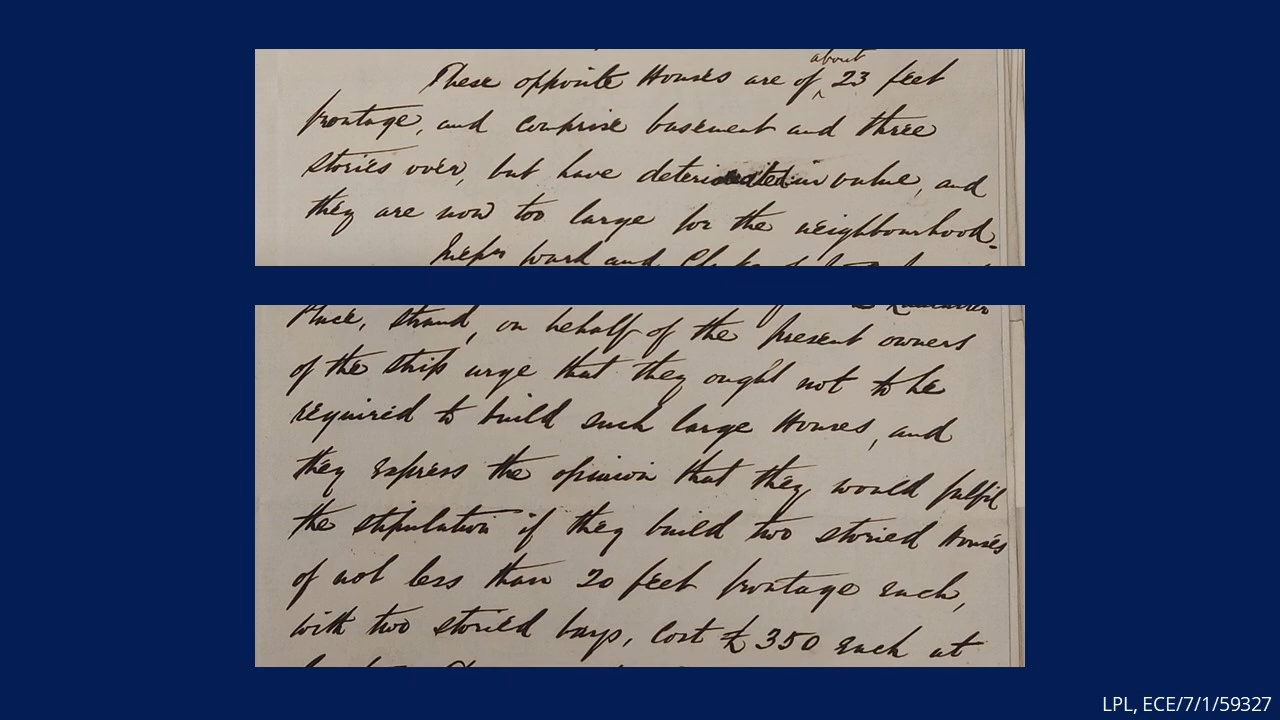 about
These opposite Houses are of ^ 23 feet
frontage, and comprise basement and three
stories over, but have deteriorated in value, and
they are now too large for the neighbourhood.
Messrs Ward and
Place, Strand, on behalf of the present owners
of the strip urge that they ought not to be
required to build such large Houses, and
they express the opinion that they would fulfil
the stipulation if they build two storied Houses
of not less than 20 feet frontage each,
with two storied bays, cost £350 each at
LPL, ECE/7/1/59327